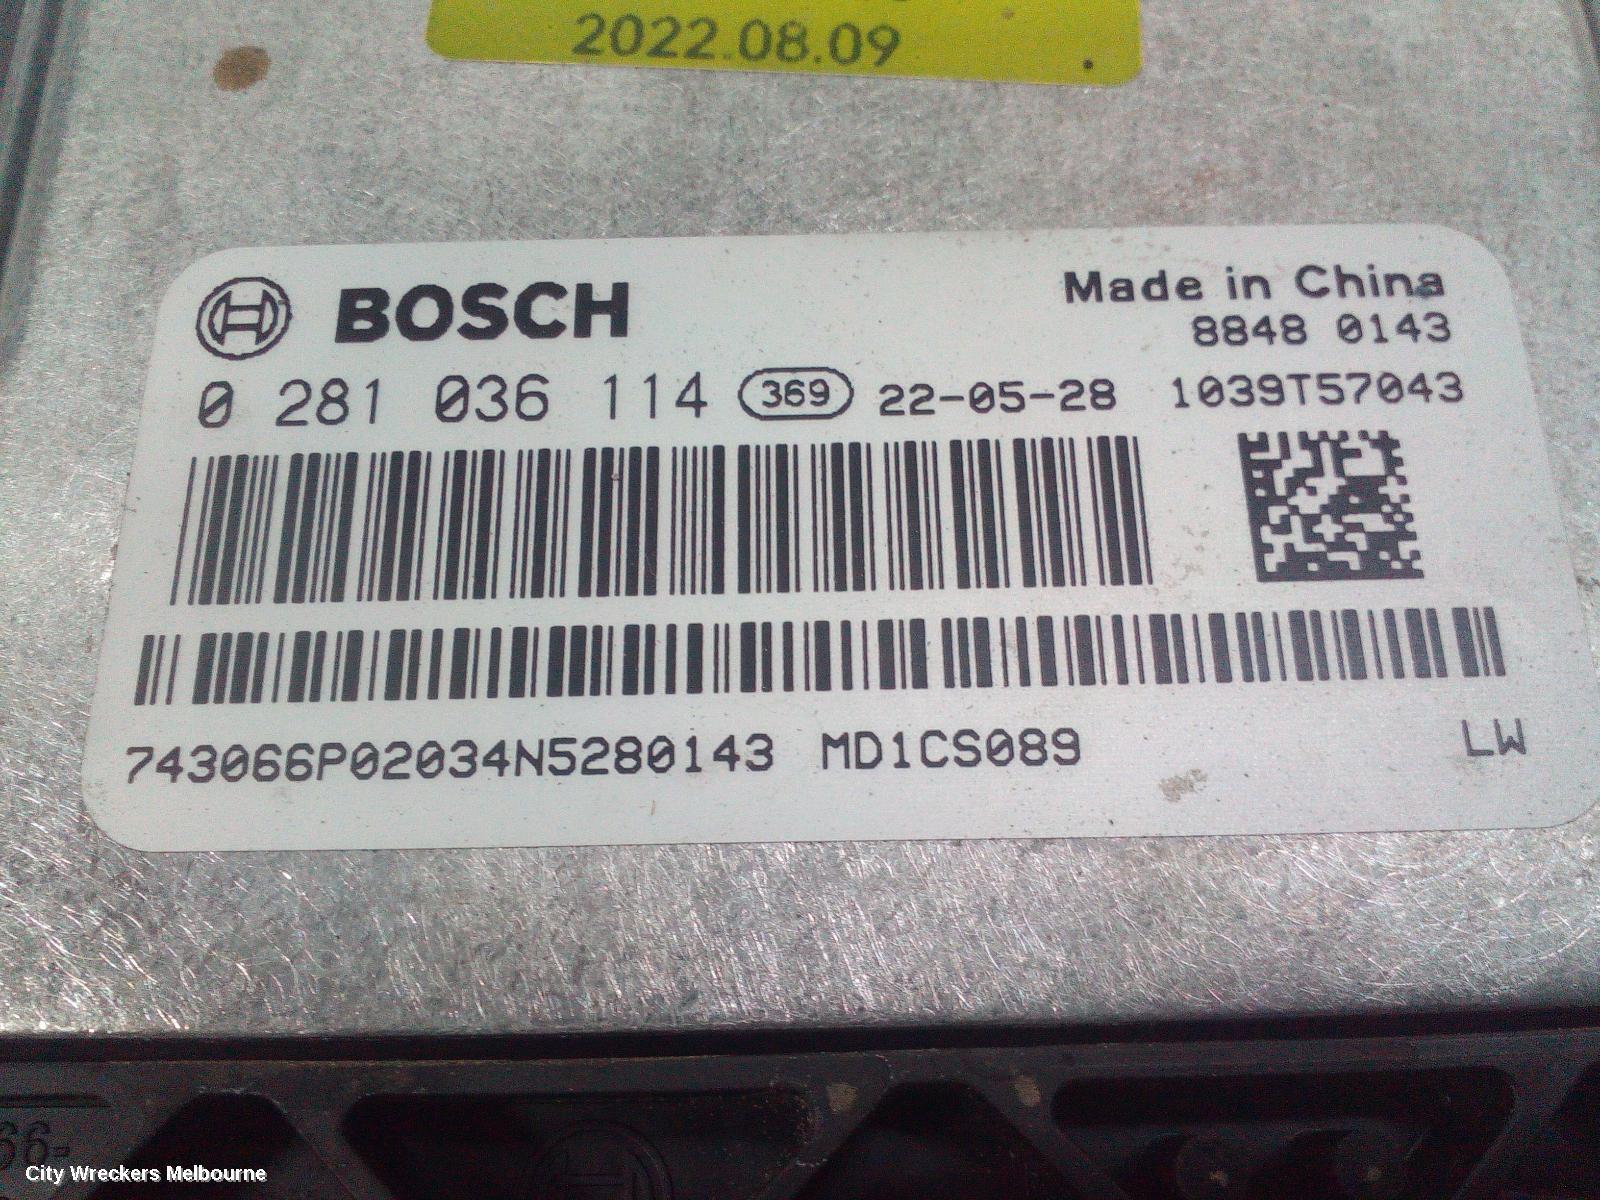 2022.08.09
BOSCH
Made in China
8848 0143
0 281 036 114 369 22-05-28 1039T57043
743066P02034N5280143 MD1CS089 LW
66-
City Wreckers Melbourne